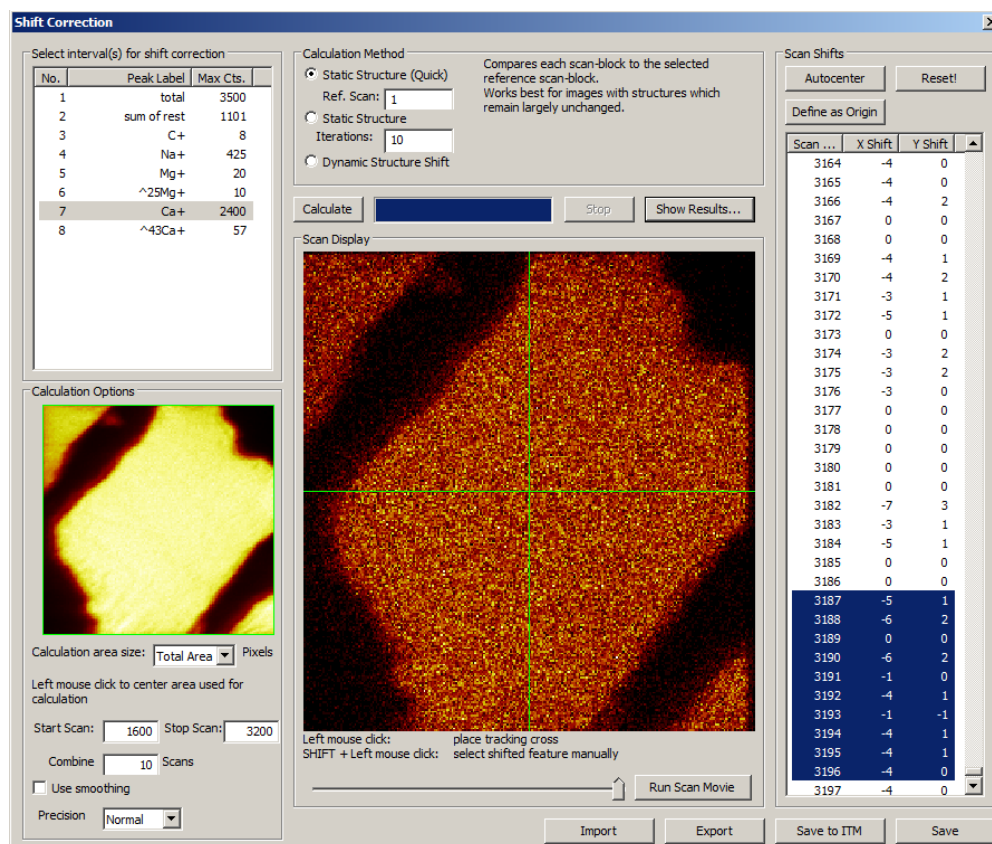 Shift Correction
Select interval(s) for shift correction
No. Peak Label Max Cts.
1 total 3500
2 sum of rest 1101
3 C+ 8
4 Na+ 425
5 Mg+ 20
6 ^25Mg+ 10
7 Ca+ 2400
8 ^43Ca+ 57
Calculation Options
Calculation area size: Total Area Pixels
Left mouse click to center area used for
calculation
Start Scan: 1600 Stop Scan: 3200
Combine 10 Scans
Use smoothing
Precision Normal
Calculation Method
Static Structure (Quick)
Ref. Scan: 1
Static Structure
Iterations: 10
Dynamic Structure Shift
Compares each scan-block to the selected
reference scan-block.
Works best for images with structures which
remain largely unchanged.
Calculate Stop Show Results...
Scan Display
Left mouse click: place tracking cross
SHIFT + Left mouse click: select shifted feature manually
Run Scan Movie
Scan Shifts
Autocenter Reset!
Define as Origin
Scan ... X Shift Y Shift
3164 -4 0
3165 -4 0
3166 -4 2
3167 0 0
3168 0 0
3169 -4 1
3170 -4 2
3171 -3 1
3172 -5 1
3173 0 0
3174 -3 2
3175 -3 2
3176 -3 0
3177 0 0
3178 0 0
3179 0 0
3180 0 0
3181 0 0
3182 -7 3
3183 -3 1
3184 -5 1
3185 0 0
3186 0 0
3187 -5 1
3188 -6 2
3189 0 0
3190 -6 2
3191 -1 0
3192 -4 1
3193 -1 -1
3194 -4 1
3195 -4 1
3196 -4 0
3197 -4 0
Import Export Save to ITM Save